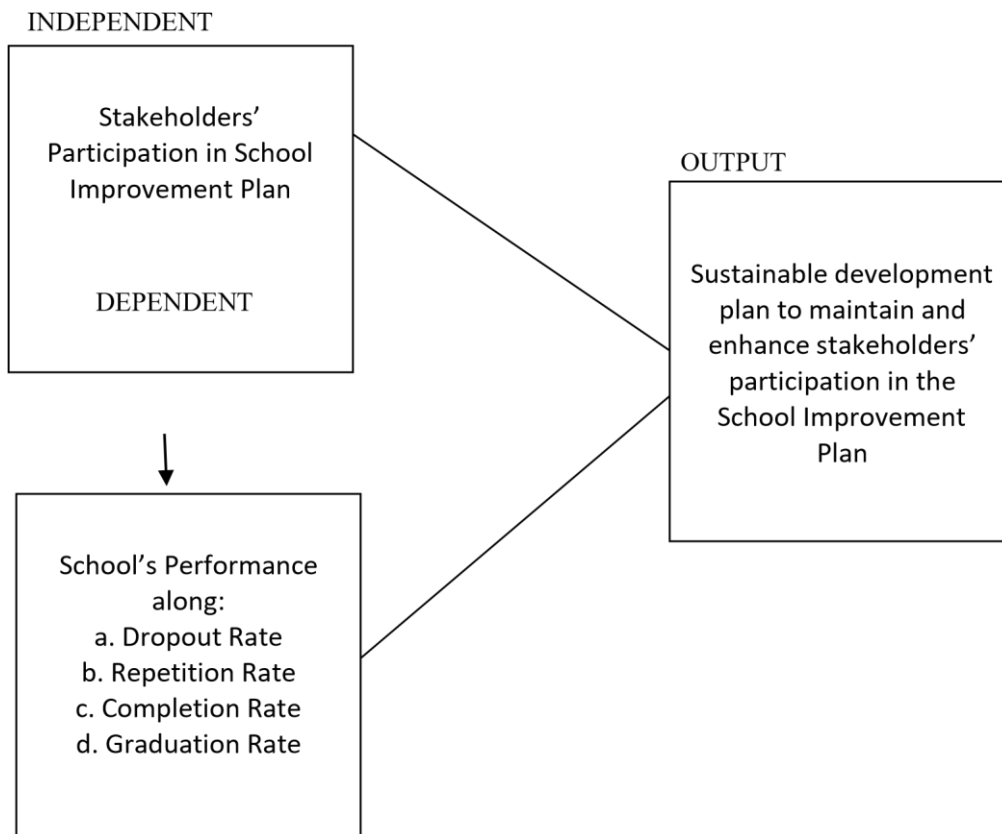 INDEPENDENT
Stakeholders’
Participation in School
Improvement Plan
DEPENDENT
School’s Performance
along:
a. Dropout Rate
b. Repetition Rate
c. Completion Rate
d. Graduation Rate
OUTPUT
Sustainable development
plan to maintain and
enhance stakeholders’
participation in the
School Improvement
Plan